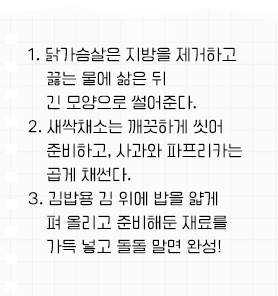 1. 닭가슴살은 지방을 제거하고
끓는 물에 삶은 뒤
긴 모양으로 썰어준다.
2. 새싹채소는 깨끗하게 씻어
준비하고, 사과와 파프리카는
곱게 채썬다.
3. 김밥용 김 위에 밥을 얇게
펴 올리고 준비해둔 재료를
가득 넣고 돌돌 말면 완성!